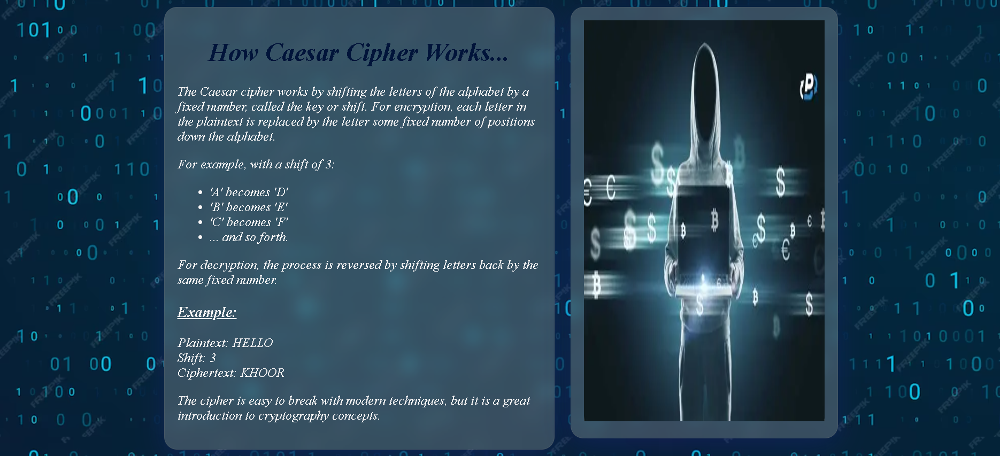 How Caesar Cipher Works...
The Caesar cipher works by shifting the letters of the alphabet by a
fixed number, called the key or shift. For encryption, each letter in
the plaintext is replaced by the letter some fixed number of positions
down the alphabet.
For example, with a shift of 3:
• 'A' becomes 'D'
• 'B' becomes 'E'
• 'C' becomes 'F'
• ... and so forth.
For decryption, the process is reversed by shifting letters back by the
same fixed number.
Example:
Plaintext: HELLO
Shift: 3
Ciphertext: KHOOR
The cipher is easy to break with modern techniques, but it is a great
introduction to cryptography concepts.